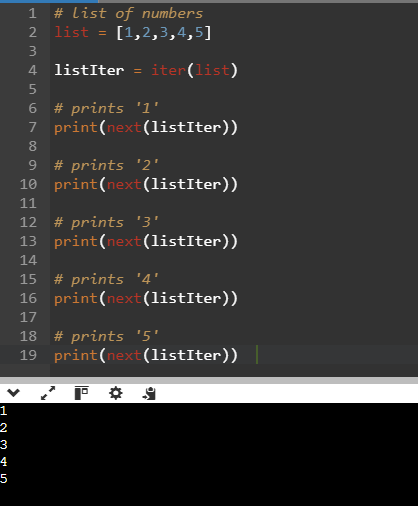 1 # list of numbers
2 list = [1,2,3,4,5]
3
4 listIter = iter(list)
5
6 # prints '1'
7 print(next(listIter))
8
9 # prints '2'
10 print(next(listIter))
11
12 # prints '3'
13 print(next(listIter))
14
15 # prints '4'
16 print(next(listIter))
17
18 # prints '5'
19 print(next(listIter))
1
2
3
4
5